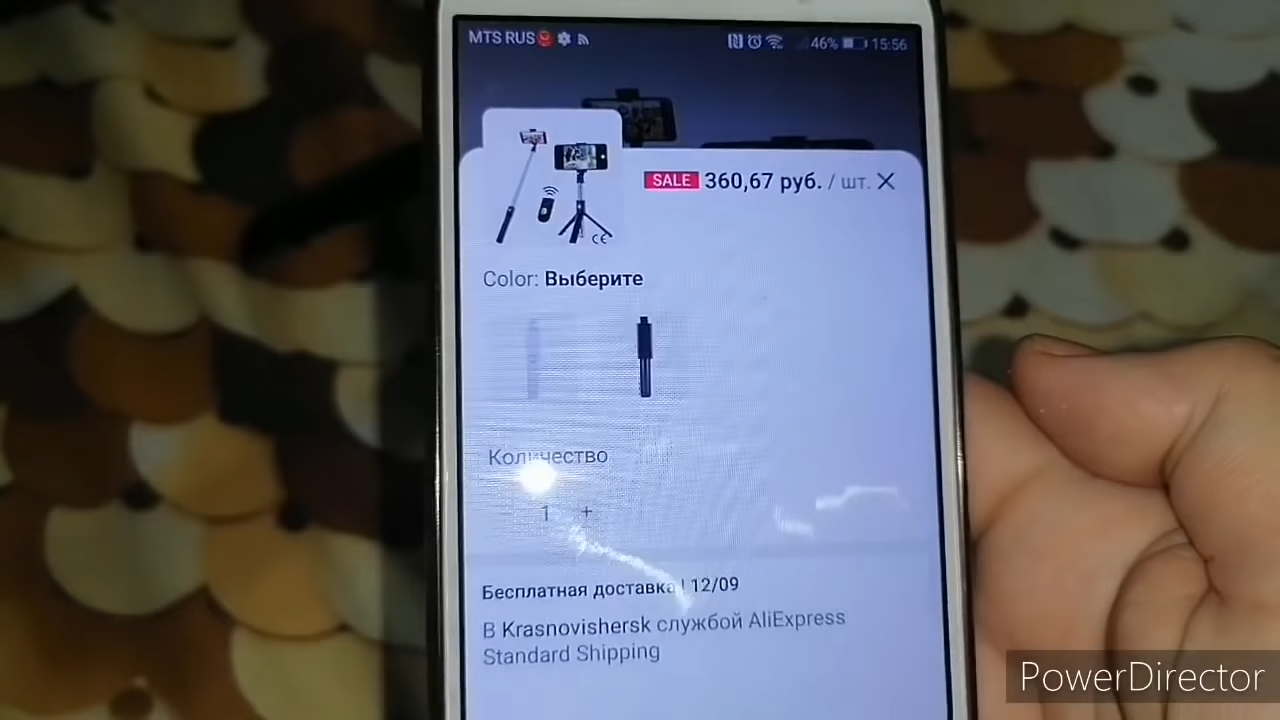 MTS RUS 46% 15:56
SALE 360,67 руб. / шт.
CE
Color: Выберите
Количество
1 +
Бесплатная доставка | 12/09
В Krasnovishersk службой AliExpress
Standard Shipping
PowerDirector